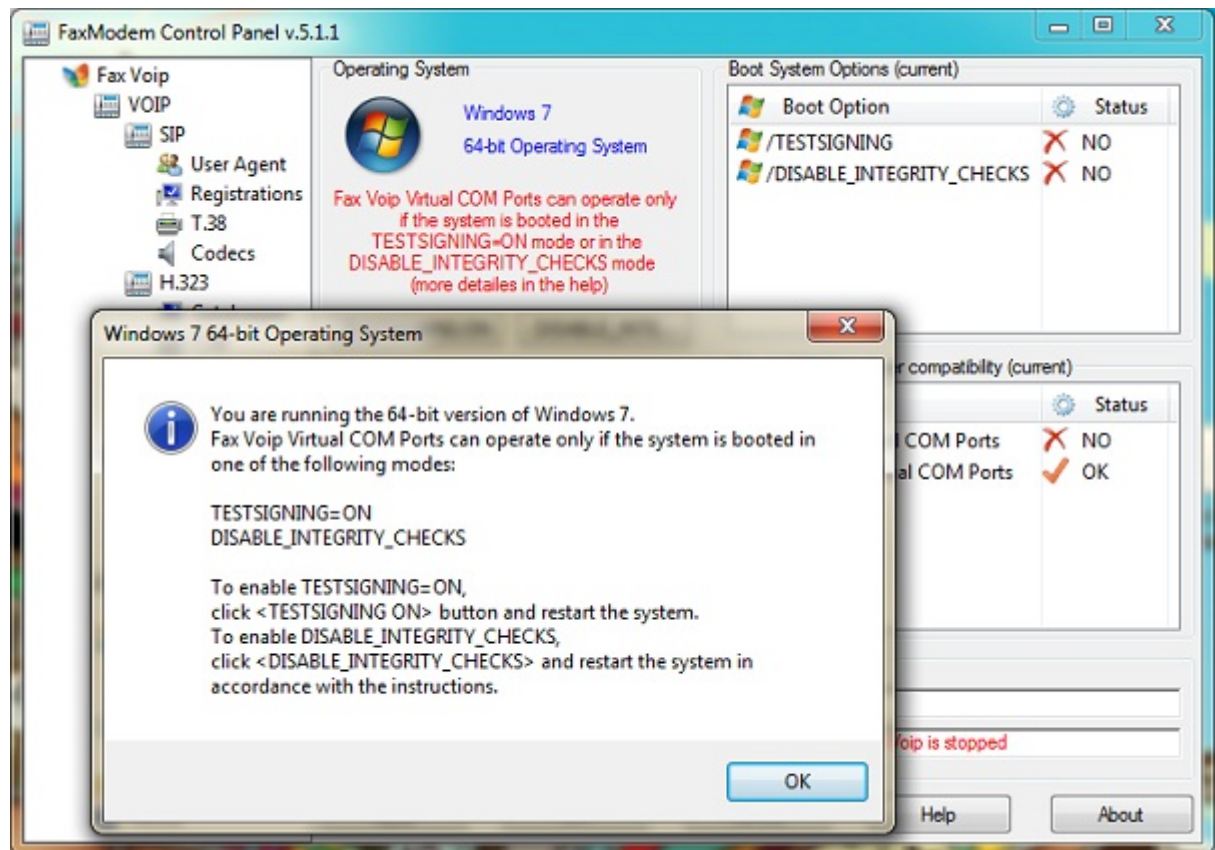 FaxModem Control Panel v.5.1.1
Fax Voip
VOIP
SIP
User Agent
Registrations
T.38
Codecs
H.323
Operating System
Windows 7
64-bit Operating System
Fax Voip Virtual COM Ports can operate only
if the system is booted in the
TESTSIGNING=ON mode or in the
DISABLE_INTEGRITY_CHECKS mode
(more detailes in the help)
Boot System Options (current)
Boot Option Status
/TESTSIGNING NO
/DISABLE_INTEGRITY_CHECKS NO
Windows 7 64-bit Operating System
You are running the 64-bit version of Windows 7.
Fax Voip Virtual COM Ports can operate only if the system is booted in
one of the following modes:
TESTSIGNING=ON
DISABLE_INTEGRITY_CHECKS
To enable TESTSIGNING=ON,
click <TESTSIGNING ON> button and restart the system.
To enable DISABLE_INTEGRITY_CHECKS,
click <DISABLE_INTEGRITY_CHECKS> and restart the system in
accordance with the instructions.
OK
compatibility (current)
Status
COM Ports NO
COM Ports OK
is stopped
Help
About